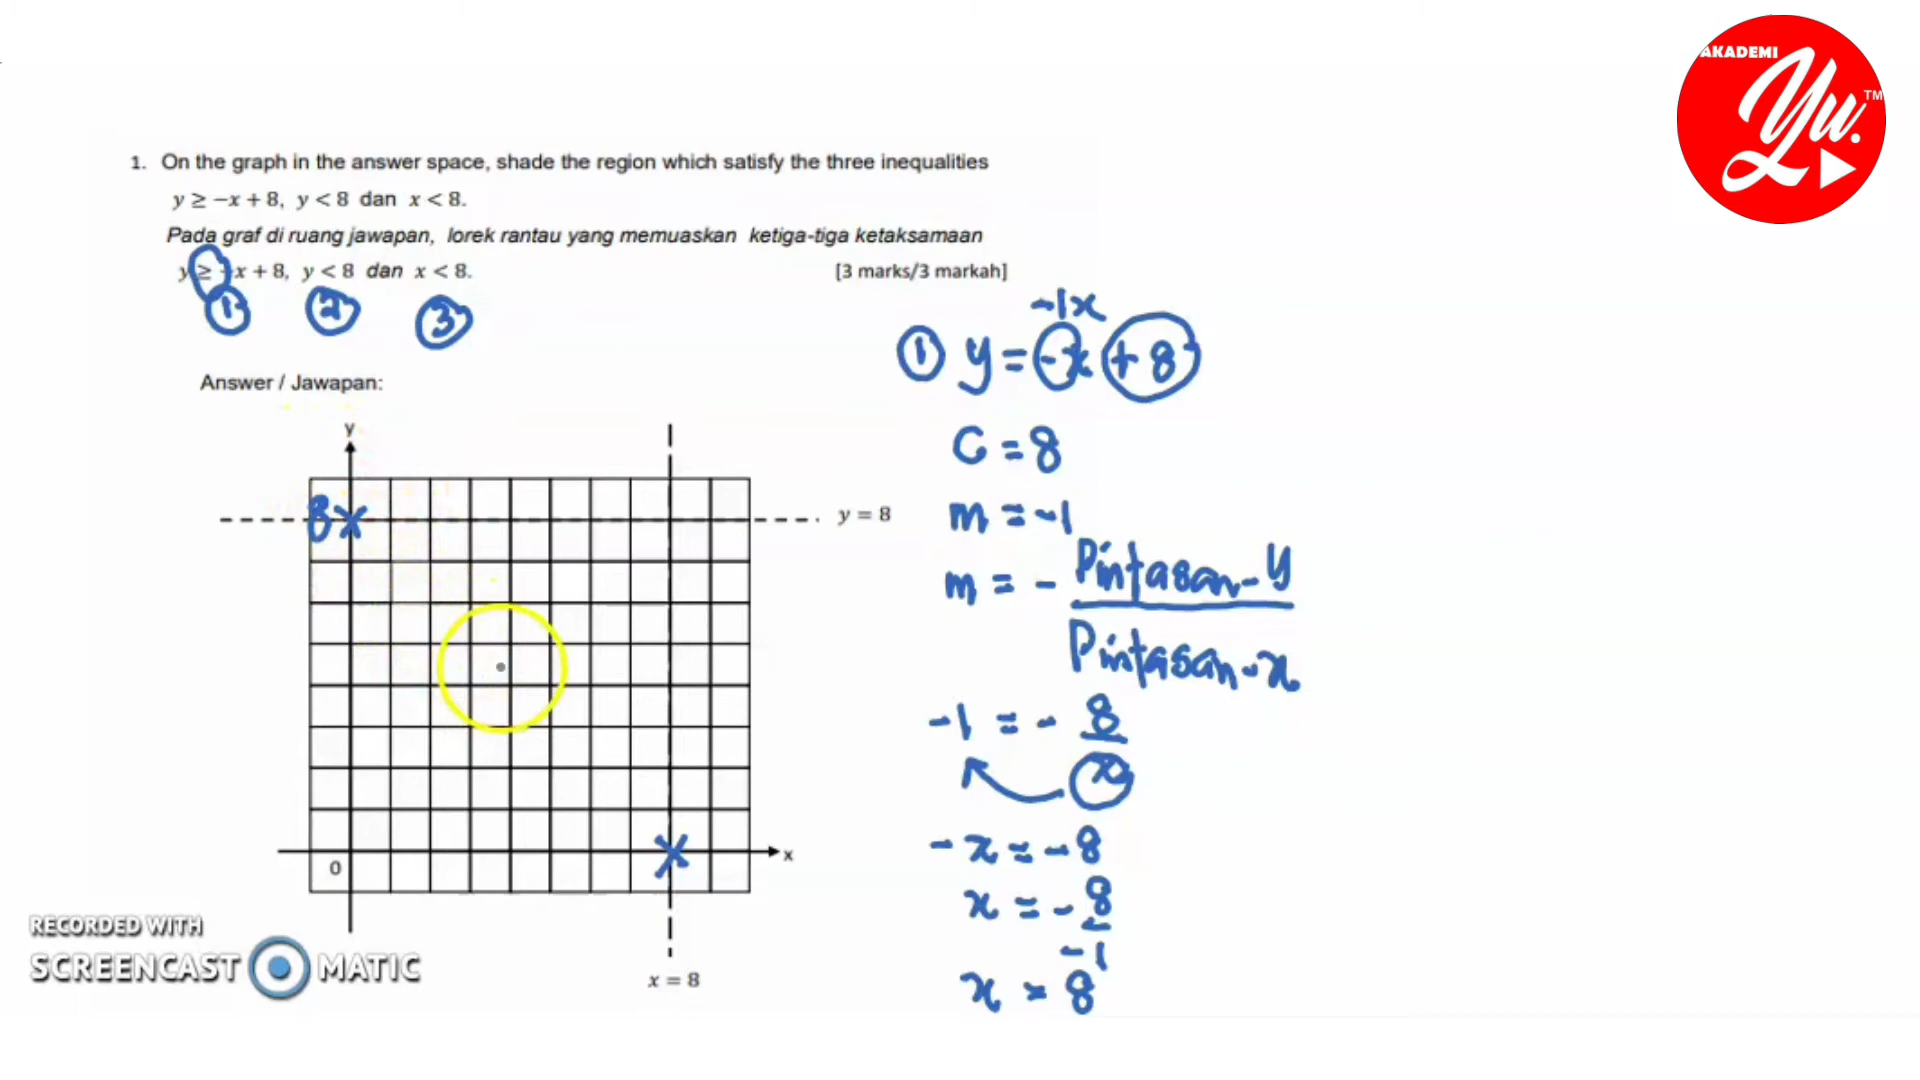 AKADEMI
Yu.
TM
1. On the graph in the answer space, shade the region which satisfy the three inequalities
y ≥ −x + 8, y < 8 dan x < 8.
Pada graf di ruang jawapan, lorek rantau yang memuaskan ketiga-tiga ketaksamaan
y ≥ −x + 8, y < 8 dan x < 8.
[3 marks/3 markah]
1 2 3
Answer / Jawapan:
y
8
y = 8
0
x
x = 8
-1x
1 y = -x + 8
C = 8
m = -1
m = - Pintasan-y
Pintasan-x
-1 = - 8
x
-x = -8
x = -8
-1
x = 8
RECORDED WITH
SCREENCAST MATIC